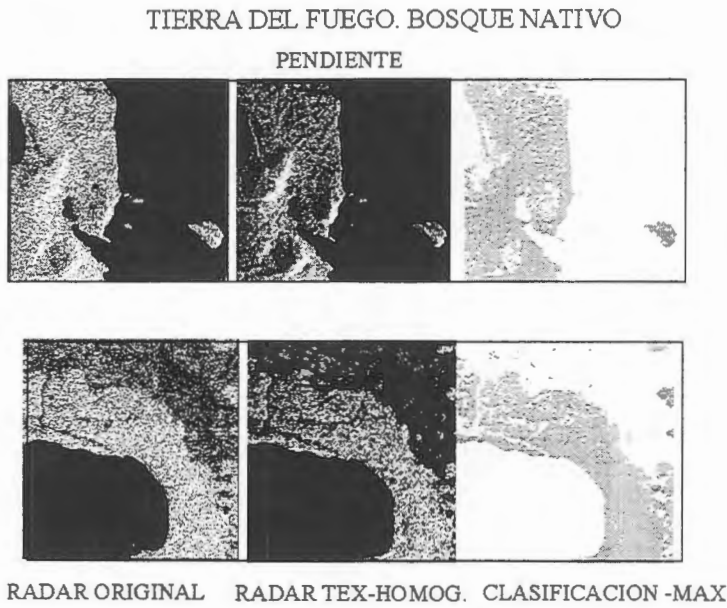 TIERRA DEL FUEGO. BOSQUE NATIVO
PENDIENTE
RADAR ORIGINAL RADAR TEX-HOMOG. CLASIFICACION -MAX